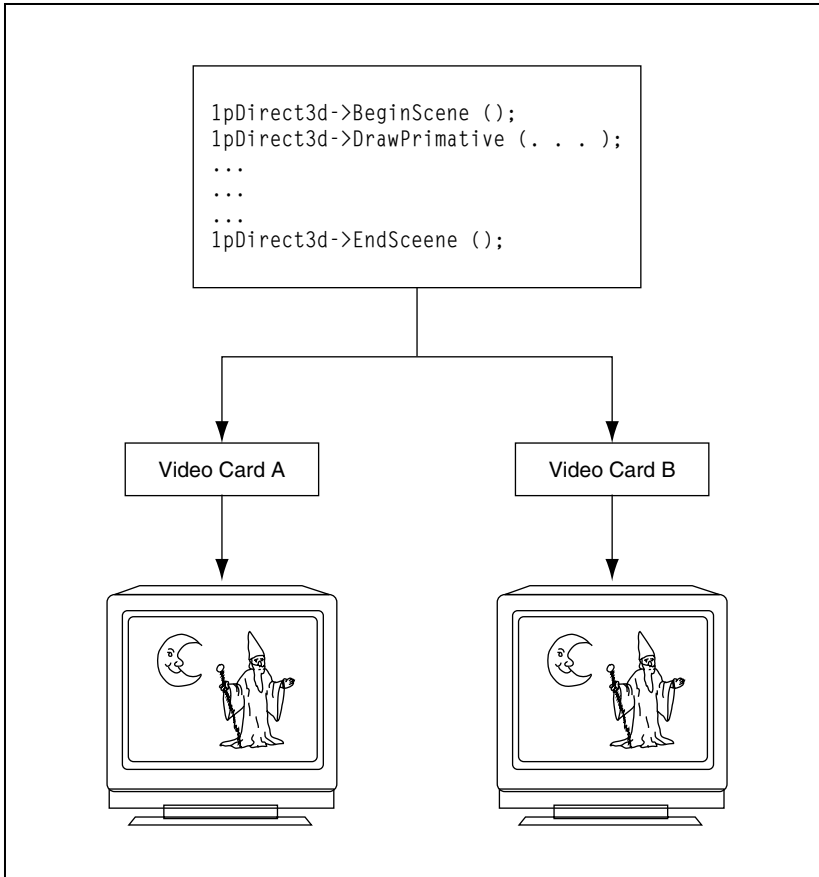 1pDirect3d->BeginScene ();
1pDirect3d->DrawPrimative (. . . );
...
...
...
1pDirect3d->EndSceene ();
Video Card A
Video Card B